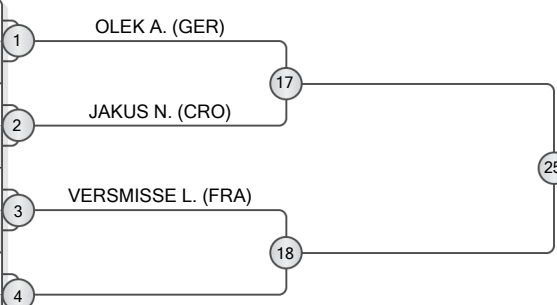 OLEK A. (GER)
1
17
JAKUS N. (CRO)
2
25
VERSMISSE L. (FRA)
3
18
4